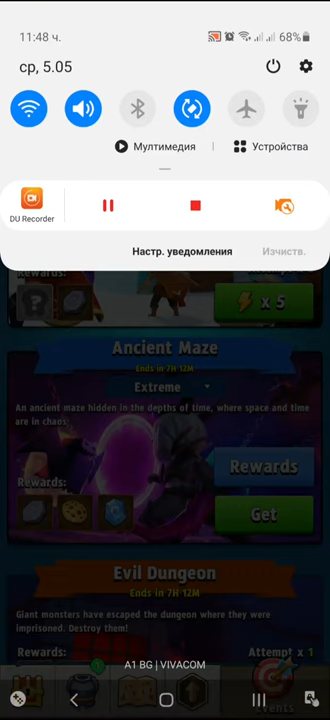 11:48 ч.
68%
ср, 5.05
Мултимедия
Устройства
DU Recorder
Настр. уведомления
Изчиств.
Rewards:
x 5
Ancient Maze
Ends in 7H 12M
Extreme
An ancient maze hidden in the depths of time, where space and time
are in chaos
Rewards
Rewards:
Get
Evil Dungeon
Ends in 7H 12M
Giant monsters have escaped the dungeon where they were
imprisoned. Destroy them!
Rewards:
Attempt x 1
A1 BG | VIVACOM
Events